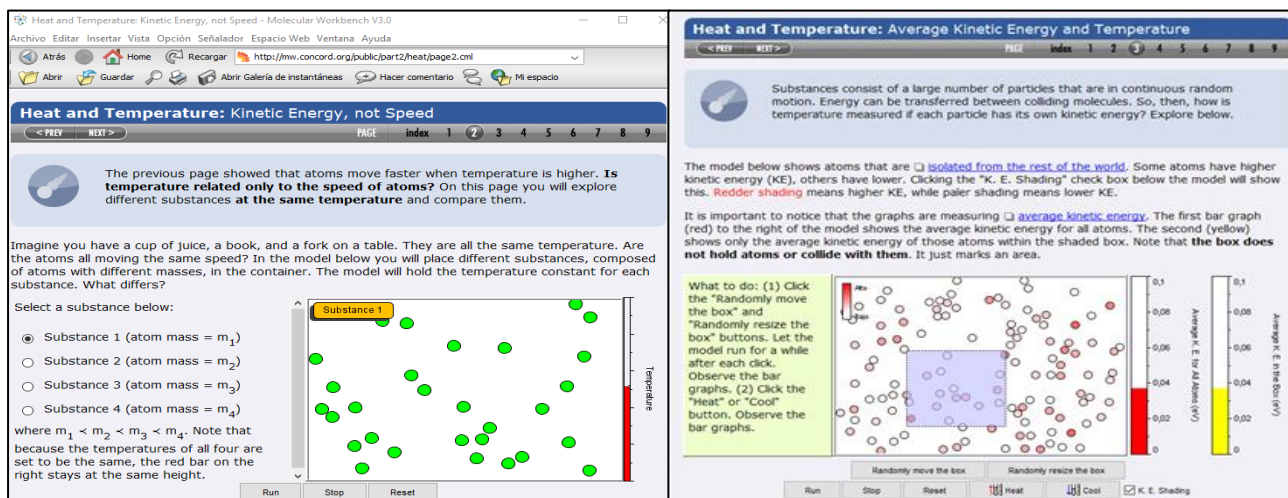 Heat and Temperature: Kinetic Energy, not Speed - Molecular Workbench V3.0
Archivo Editar Insertar Vista Opción Señalador Espacio Web Ventana Ayuda
Atrás Home Recargar http://mw.concord.org/public/part2/heat/page2.cml
Abrir Guardar Abrir Galería de instantáneas Hacer comentario Mi espacio
Heat and Temperature: Kinetic Energy, not Speed
< PREV NEXT > PAGE index 1 2 3 4 5 6 7 8 9
The previous page showed that atoms move faster when temperature is higher. Is
temperature related only to the speed of atoms? On this page you will explore
different substances at the same temperature and compare them.
Imagine you have a cup of juice, a book, and a fork on a table. They are all the same temperature. Are
the atoms all moving the same speed? In the model below you will place different substances, composed
of atoms with different masses, in the container. The model will hold the temperature constant for each
substance. What differs?
Select a substance below:
Substance 1 (atom mass = m1)
Substance 2 (atom mass = m2)
Substance 3 (atom mass = m3)
Substance 4 (atom mass = m4)
where m1 < m2 < m3 < m4. Note that
because the temperatures of all four are
set to be the same, the red bar on the
right stays at the same height.
Substance 1
Temperature
Run Stop Reset
Heat and Temperature: Average Kinetic Energy and Temperature
< PREV NEXT > PAGE index 1 2 3 4 5 6 7 8 9
Substances consist of a large number of particles that are in continuous random
motion. Energy can be transferred between colliding molecules. So, then, how is
temperature measured if each particle has its own kinetic energy? Explore below.
The model below shows atoms that are isolated from the rest of the world. Some atoms have higher
kinetic energy (KE), others have lower. Clicking the "K. E. Shading" check box below the model will show
this. Redder shading means higher KE, while paler shading means lower KE.
It is important to notice that the graphs are measuring average kinetic energy. The first bar graph
(red) to the right of the model shows the average kinetic energy for all atoms. The second (yellow)
shows only the average kinetic energy of those atoms within the shaded box. Note that the box does
not hold atoms or collide with them. It just marks an area.
What to do: (1) Click
the "Randomly move
the box" and
"Randomly resize the
box" buttons. Let the
model run for a while
after each click.
Observe the bar
graphs. (2) Click the
"Heat" or "Cool"
button. Observe the
bar graphs.
Alto
Bajo
0,1
0,08
0,06
0,04
0,02
0
Average K. E. for All Atoms (eV)
0,1
0,08
0,06
0,04
0,02
0
Average K. E. in the Box (eV)
Randomly move the box Randomly resize the box
Run Stop Reset Heat Cool K. E. Shading